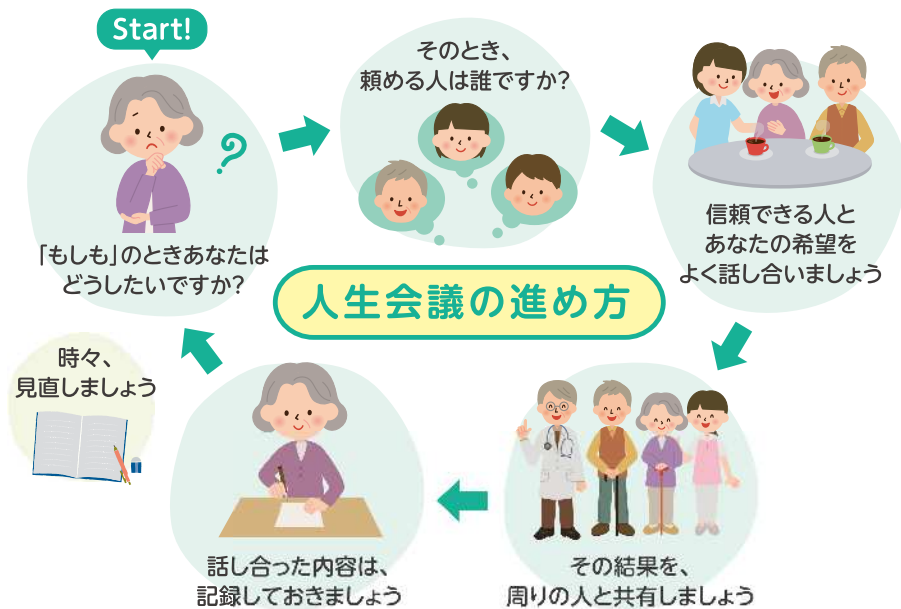 Start!
「もしも」のときあなたは
どうしたいですか?
そのとき、
頼める人は誰ですか?
信頼できる人と
あなたの希望を
よく話し合いましょう
人生会議の進め方
その結果を、
周りの人と共有しましょう
話し合った内容は、
記録しておきましょう
時々、
見直しましょう